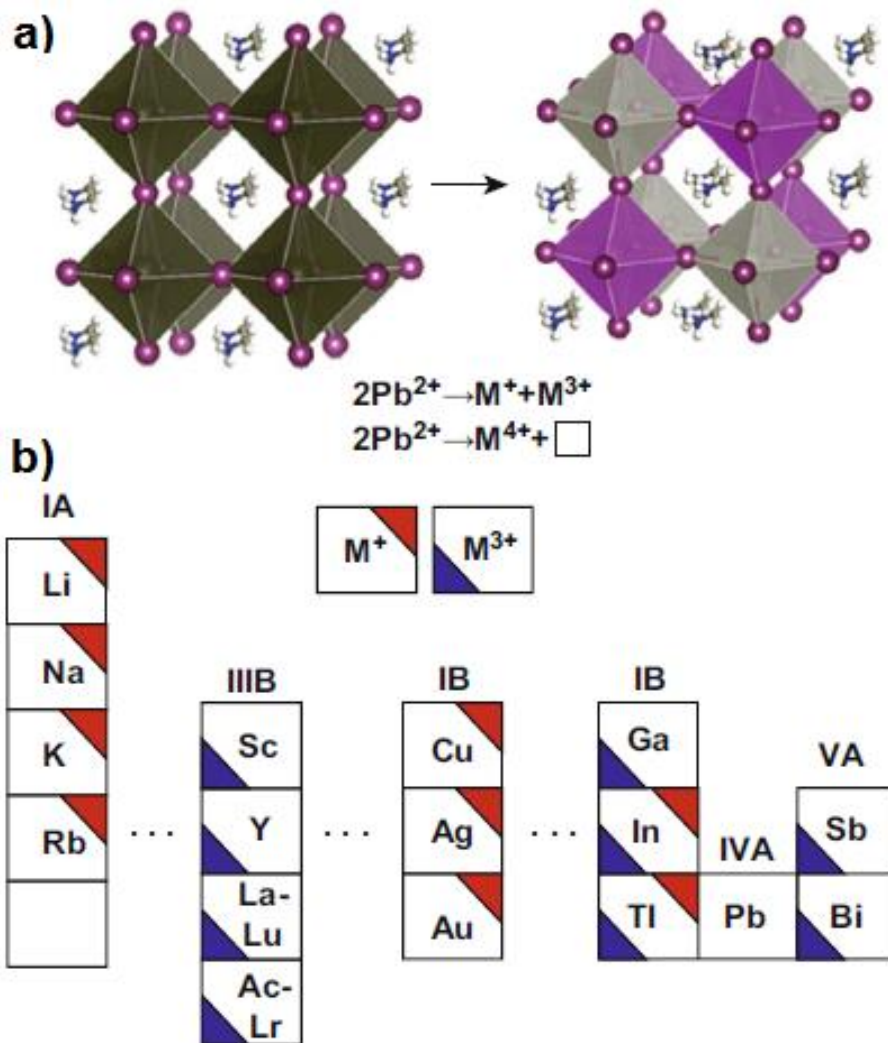 a)
2Pb²⁺→M⁺+M³⁺
2Pb²⁺→M⁴⁺+□
b)
IA
M⁺ M³⁺
Li
Na
IIIB IB IB
K Sc Cu Ga VA
Rb ... Y ... Ag ... In IVA Sb
La-
Lu Au Tl Pb Bi
Ac-
Lr